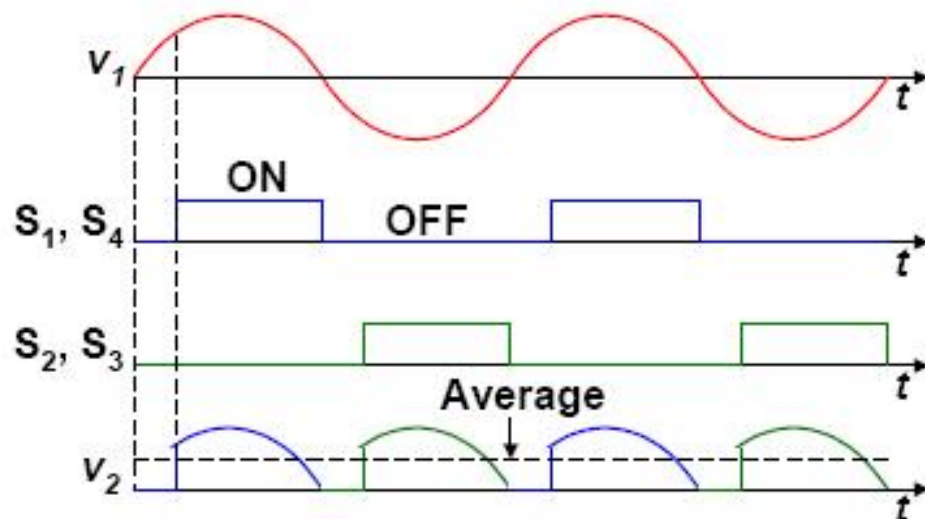 v₁
t
ON
S₁, S₄
OFF
t
S₂, S₃
t
Average
v₂
t